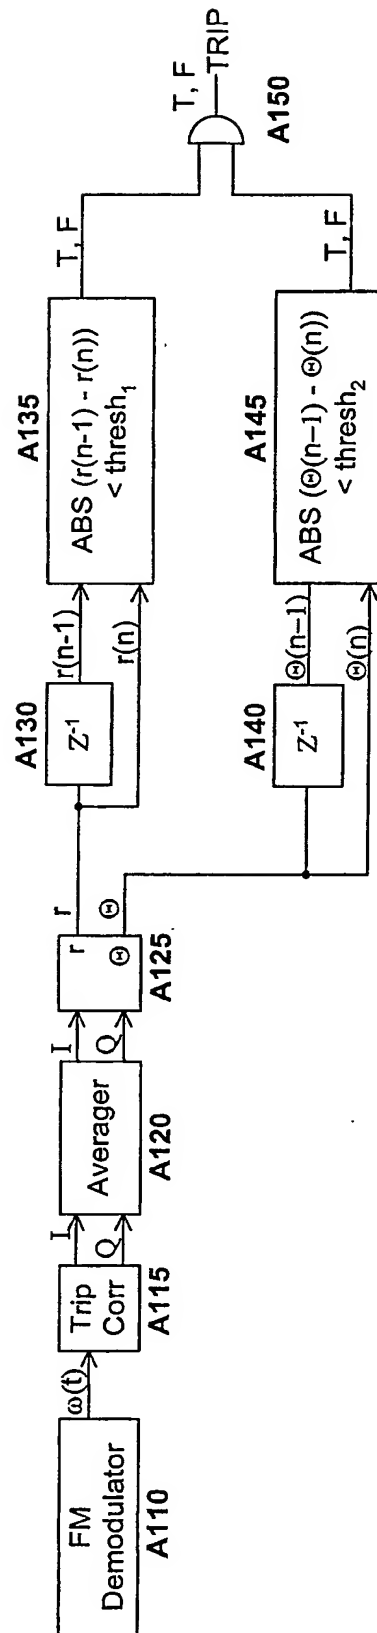 FM
Demodulator
A110
ω(t)
Trip
Corr
A115
I
Q
Averager
A120
I
Q
r
Θ
A125
r
Θ
A130
Z⁻¹
r(n-1)
r(n)
A135
ABS (r(n-1) - r(n))
< thresh₁
T, F
A140
Z⁻¹
Θ(n–1)
Θ(n)
A145
ABS (Θ(n–1) - Θ(n))
< thresh₂
T, F
T, F
TRIP
A150